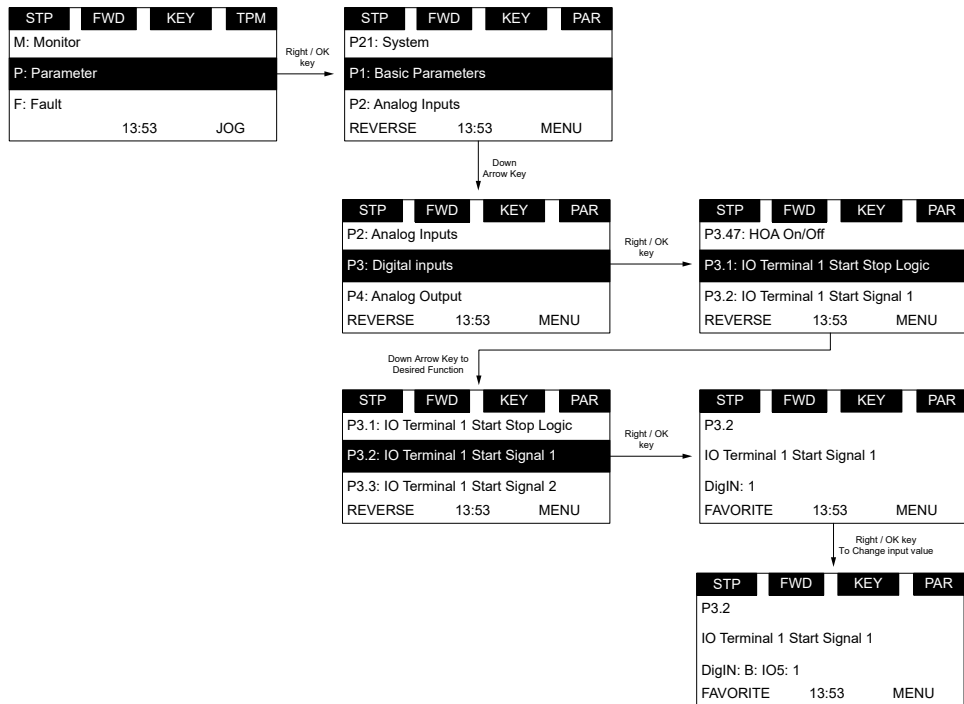 STP FWD KEY TPM
M: Monitor
P: Parameter
F: Fault
13:53 JOG
Right / OK
key
STP FWD KEY PAR
P21: System
P1: Basic Parameters
P2: Analog Inputs
REVERSE 13:53 MENU
Down
Arrow Key
STP FWD KEY PAR
P2: Analog Inputs
P3: Digital inputs
P4: Analog Output
REVERSE 13:53 MENU
Right / OK
key
STP FWD KEY PAR
P3.47: HOA On/Off
P3.1: IO Terminal 1 Start Stop Logic
P3.2: IO Terminal 1 Start Signal 1
REVERSE 13:53 MENU
Down Arrow Key to
Desired Function
STP FWD KEY PAR
P3.1: IO Terminal 1 Start Stop Logic
P3.2: IO Terminal 1 Start Signal 1
P3.3: IO Terminal 1 Start Signal 2
REVERSE 13:53 MENU
Right / OK
key
STP FWD KEY PAR
P3.2
IO Terminal 1 Start Signal 1
DigIN: 1
FAVORITE 13:53 MENU
Right / OK key
To Change input value
STP FWD KEY PAR
P3.2
IO Terminal 1 Start Signal 1
DigIN: B: IO5: 1
FAVORITE 13:53 MENU